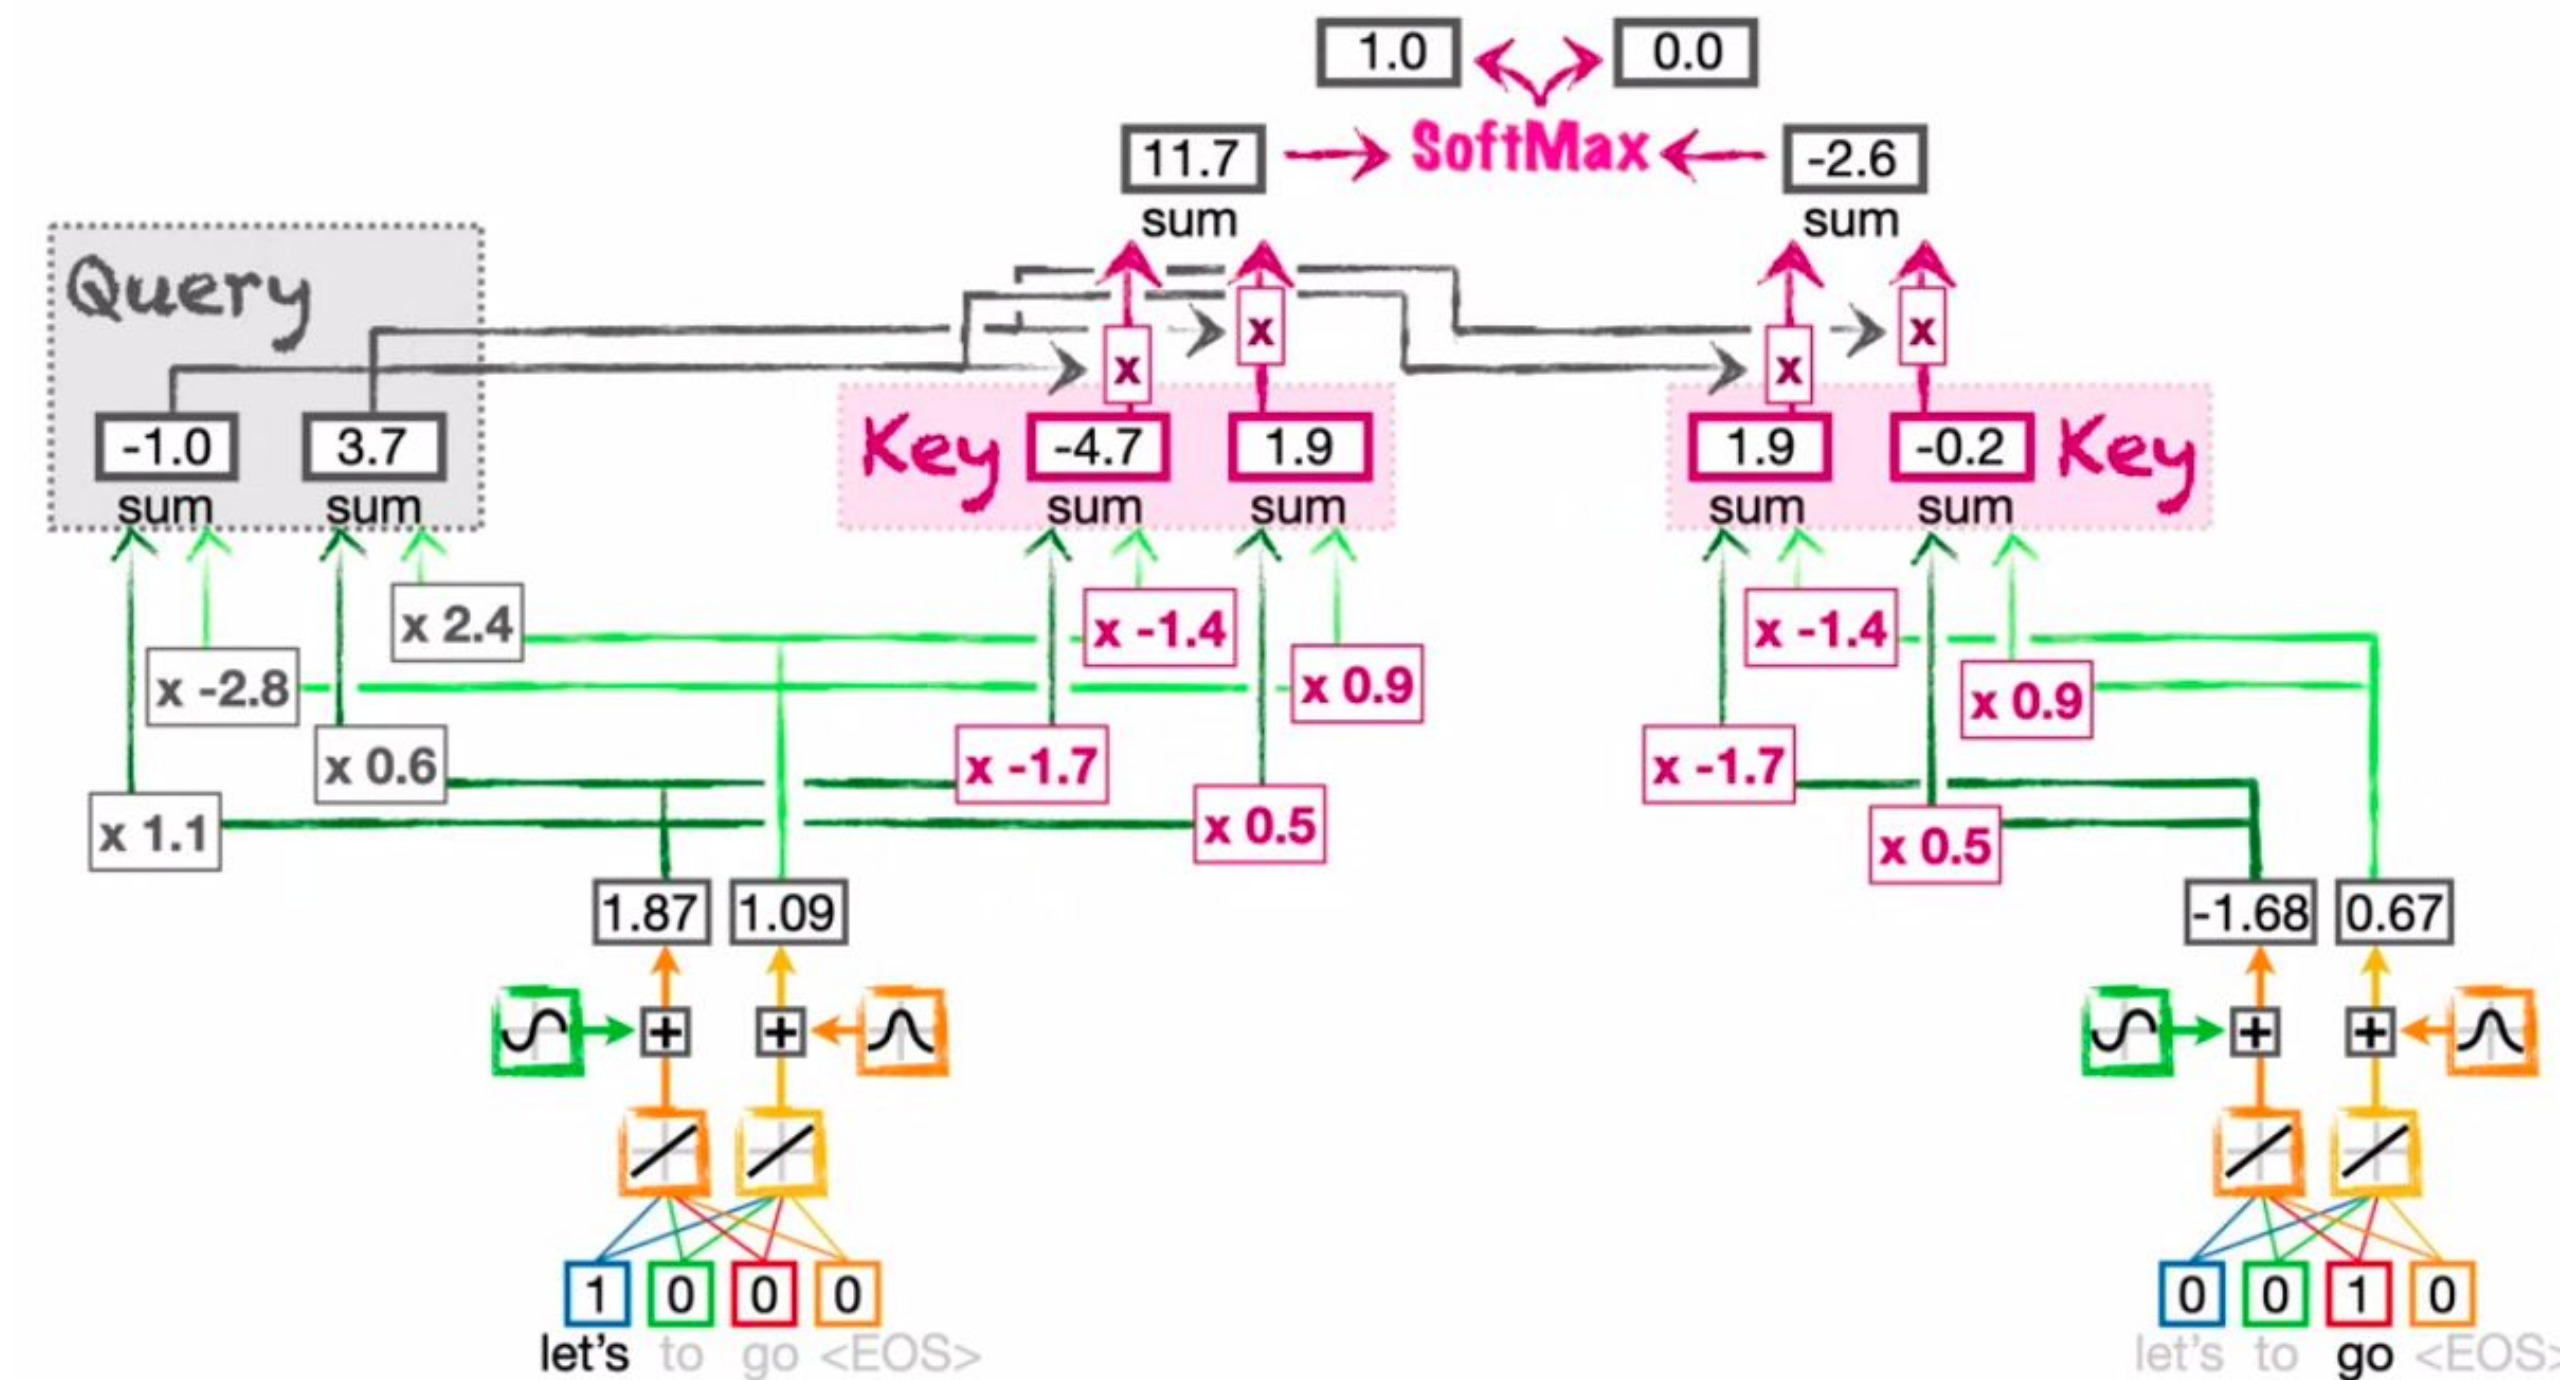 1.0 0.0
11.7 SoftMax -2.6
sum sum
Query
x x
x x
-1.0 3.7 Key -4.7 1.9 1.9 -0.2 Key
sum sum sum sum sum sum
x 2.4 x -1.4 x -1.4
x -2.8 x 0.9 x 0.9
x 0.6 x -1.7 x -1.7
x 1.1 x 0.5 x 0.5
1.87 1.09 -1.68 0.67
+ + + +
1 0 0 0 0 0 1 0
let's to go <EOS> let's to go <EOS>